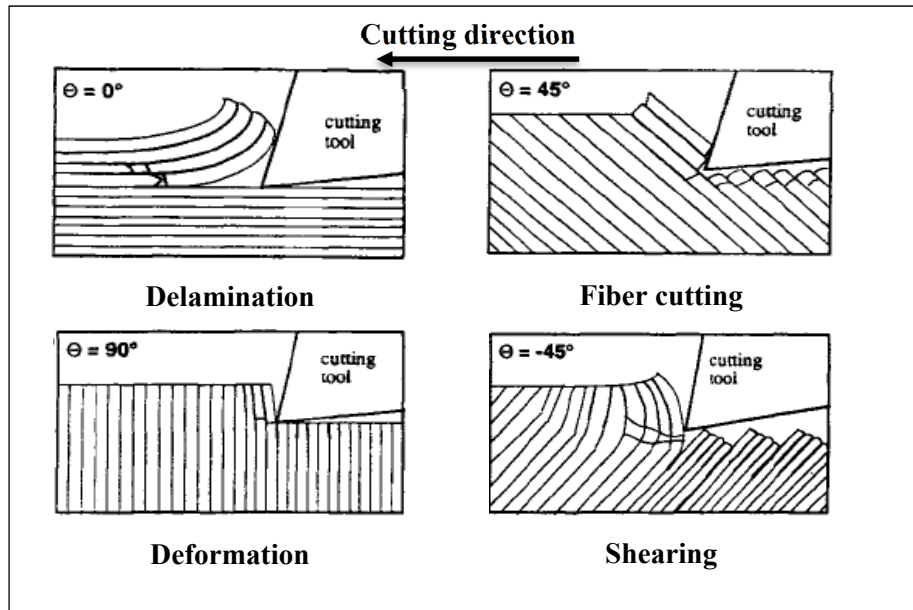 Cutting direction
Θ = 0°
cutting
tool
Θ = 45°
cutting
tool
Delamination
Fiber cutting
Θ = 90°
cutting
tool
Θ = -45°
cutting
tool
Deformation
Shearing